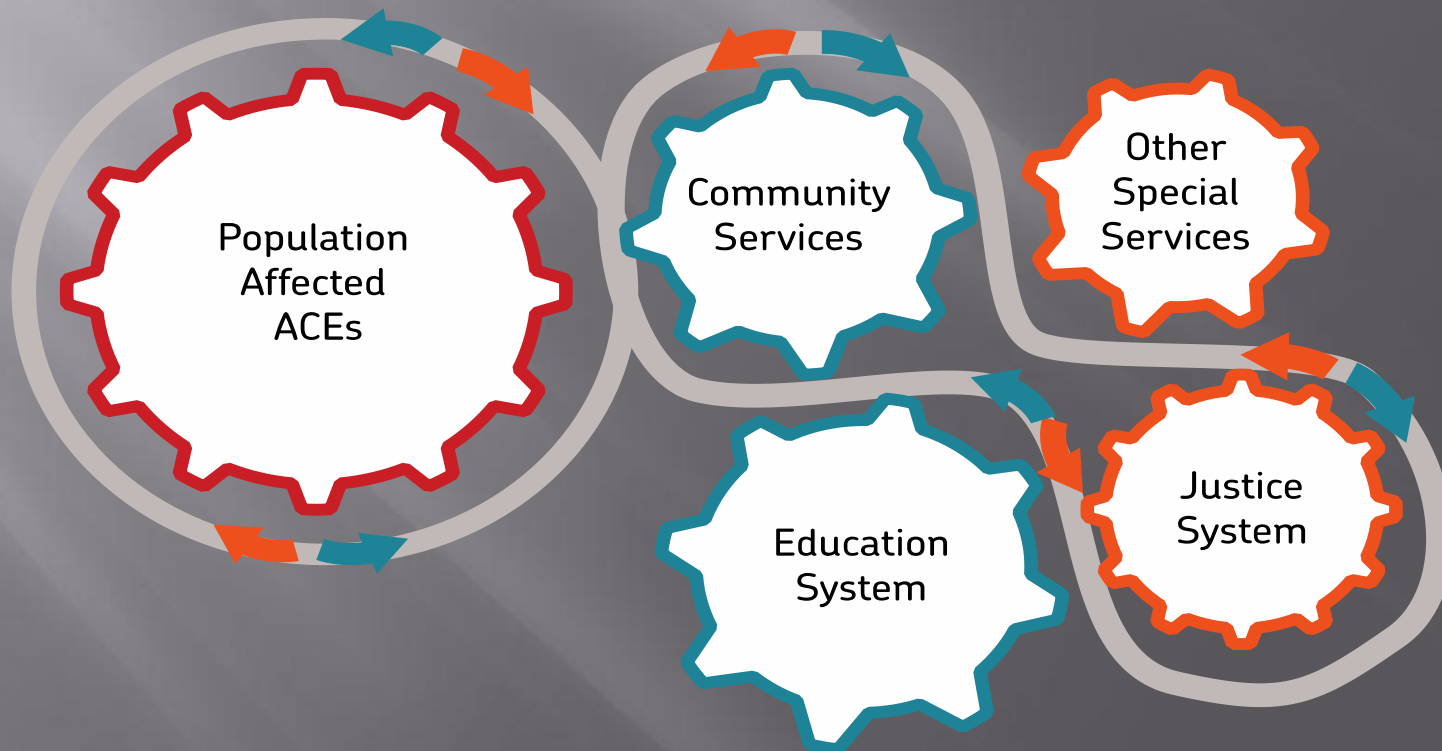 Population
Affected
ACEs
Community
Services
Other
Special
Services
Education
System
Justice
System